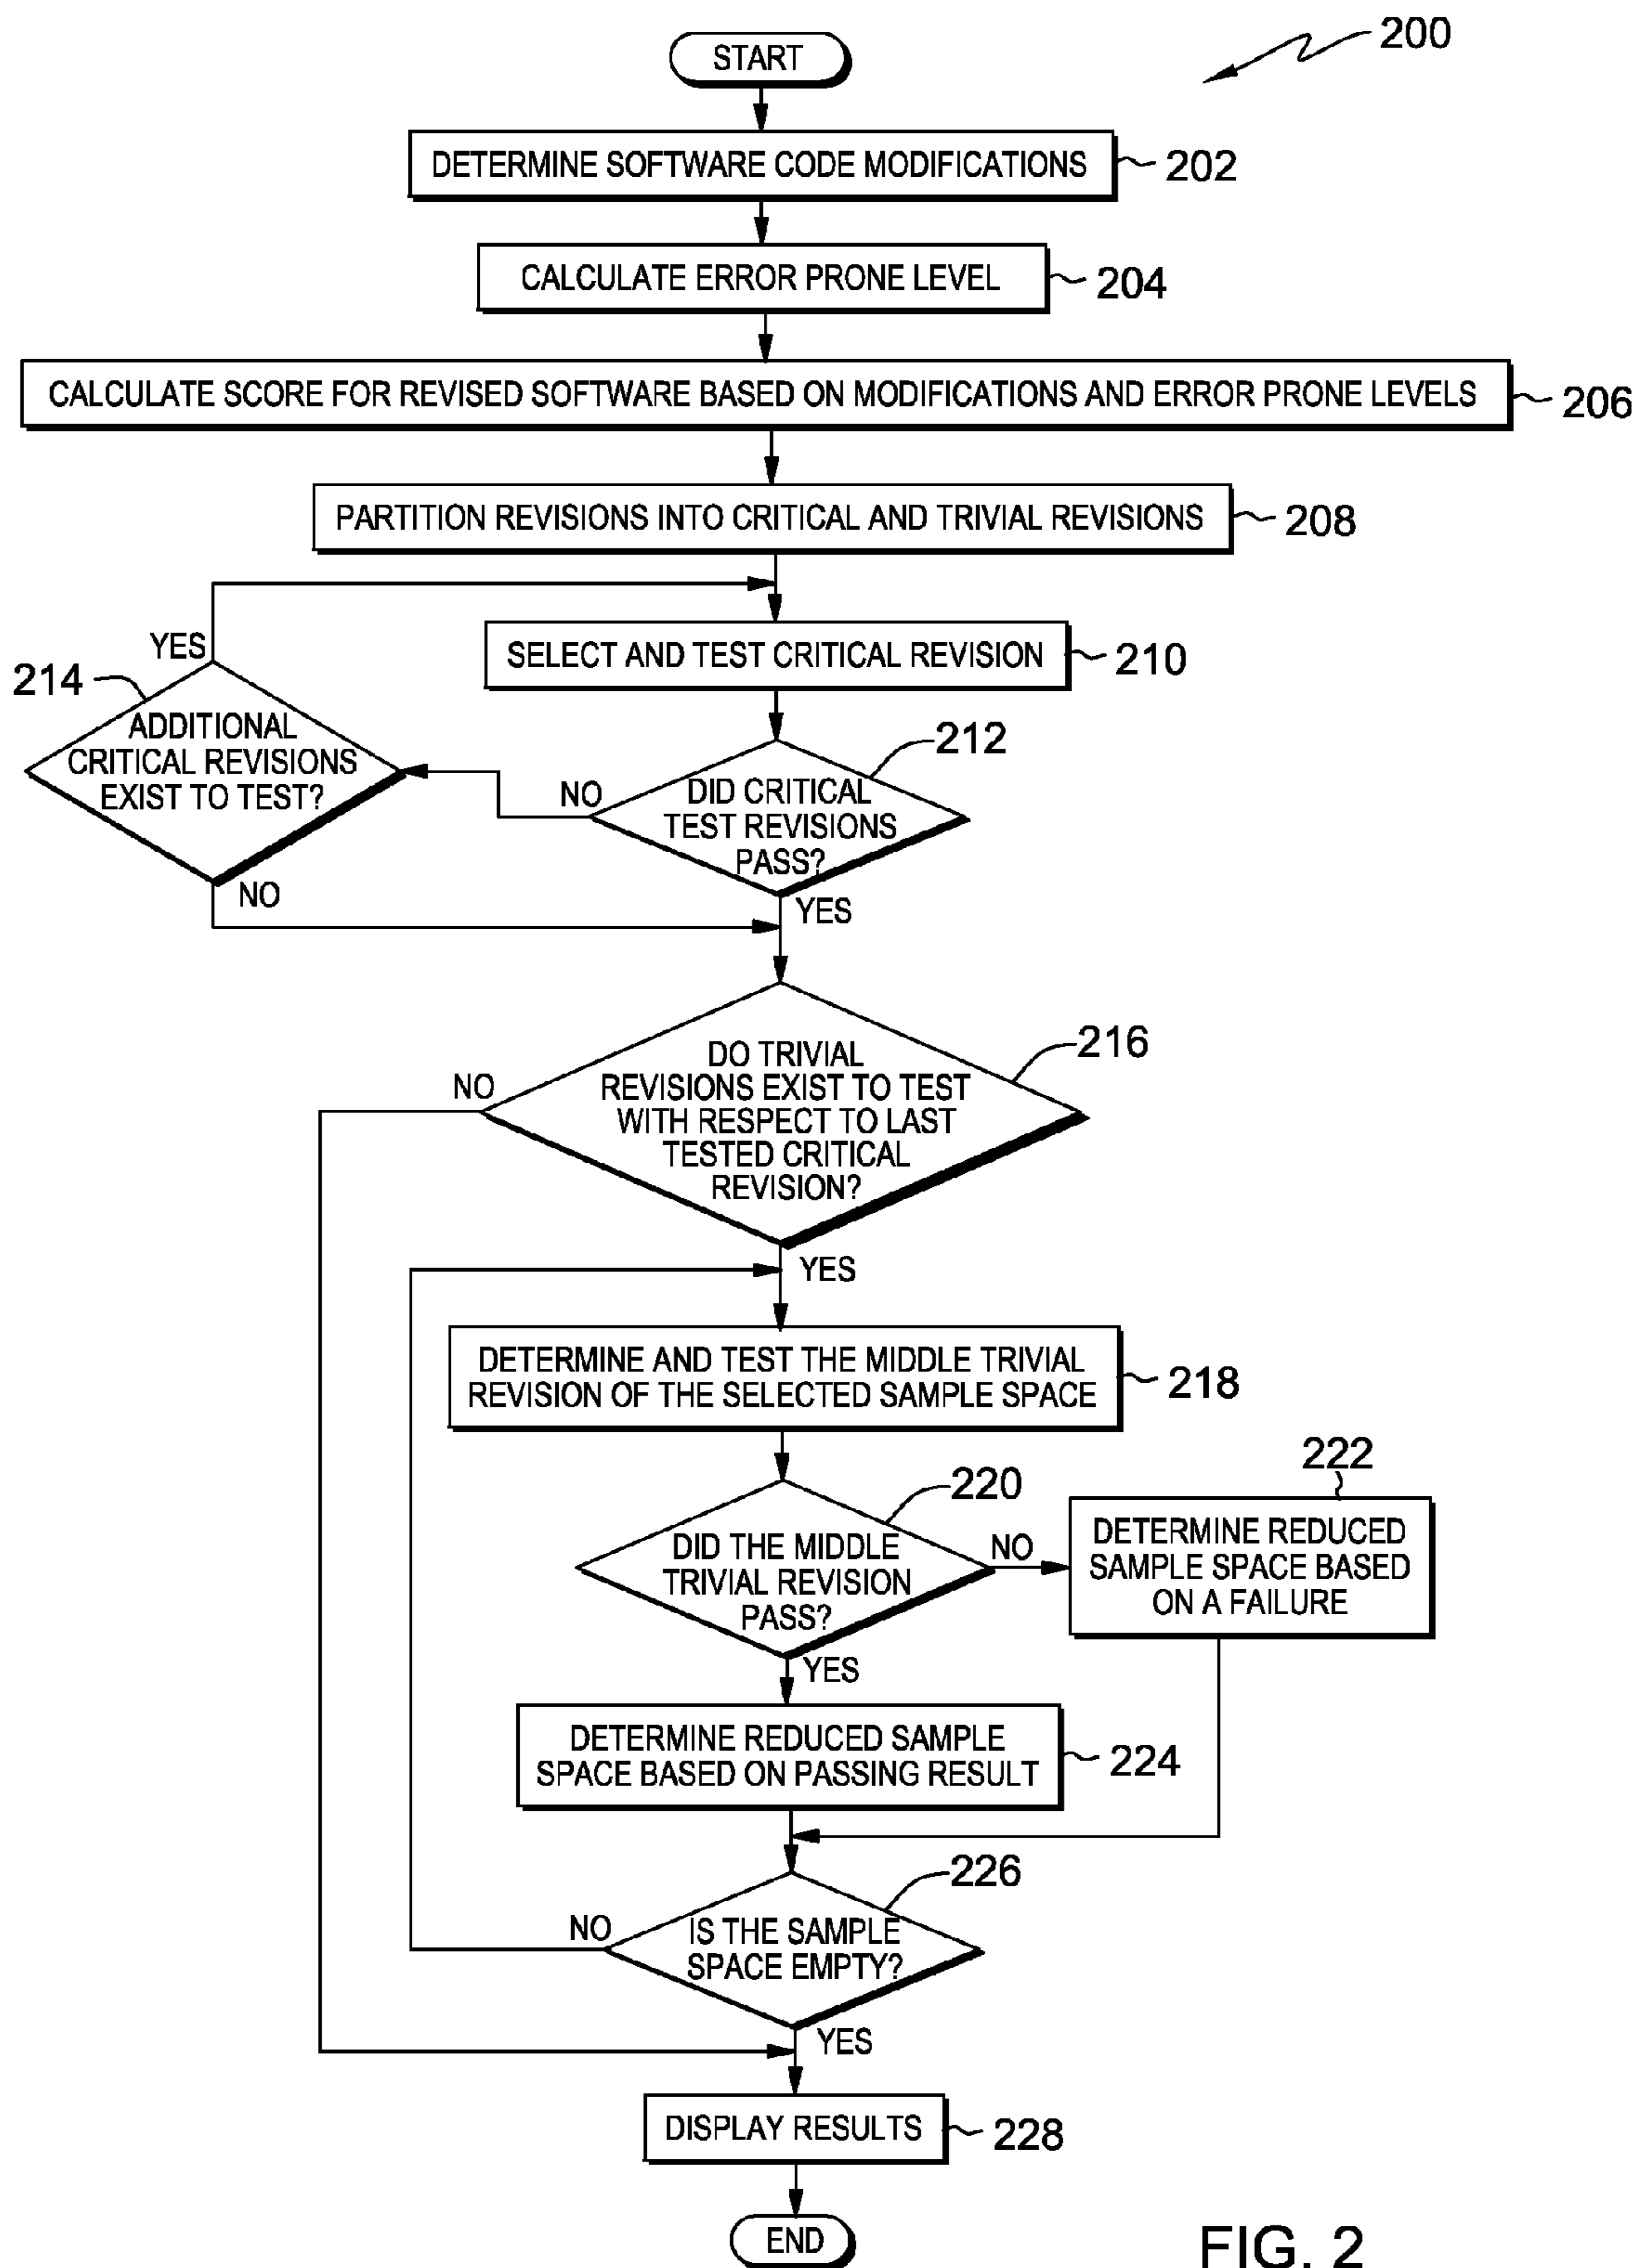 200
START
DETERMINE SOFTWARE CODE MODIFICATIONS
202
CALCULATE ERROR PRONE LEVEL
204
CALCULATE SCORE FOR REVISED SOFTWARE BASED ON MODIFICATIONS AND ERROR PRONE LEVELS
206
PARTITION REVISIONS INTO CRITICAL AND TRIVIAL REVISIONS
208
YES
SELECT AND TEST CRITICAL REVISION
210
214
ADDITIONAL
CRITICAL REVISIONS
EXIST TO TEST?
NO
212
DID CRITICAL
TEST REVISIONS
PASS?
NO
YES
216
DO TRIVIAL
REVISIONS EXIST TO TEST
WITH RESPECT TO LAST
TESTED CRITICAL
REVISION?
NO
YES
DETERMINE AND TEST THE MIDDLE TRIVIAL
REVISION OF THE SELECTED SAMPLE SPACE
218
220
DID THE MIDDLE
TRIVIAL REVISION
PASS?
NO
222
DETERMINE REDUCED
SAMPLE SPACE BASED
ON A FAILURE
YES
DETERMINE REDUCED SAMPLE
SPACE BASED ON PASSING RESULT
224
226
NO
IS THE SAMPLE
SPACE EMPTY?
YES
DISPLAY RESULTS
228
END
FIG. 2